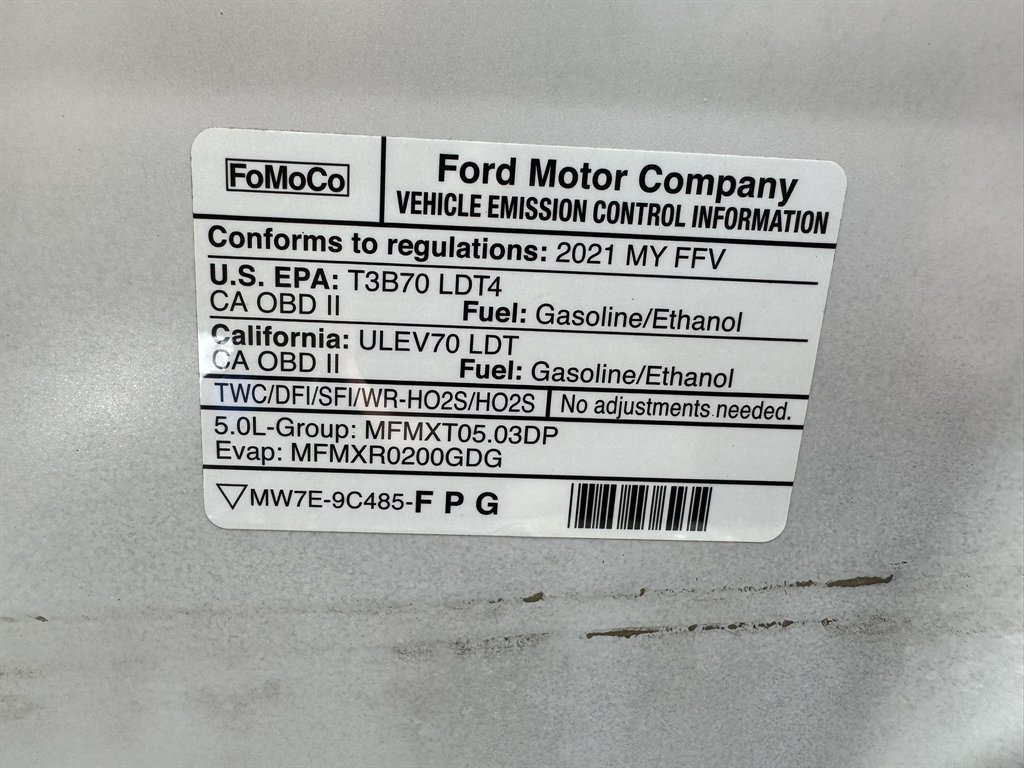 FoMoCo
Ford Motor Company
VEHICLE EMISSION CONTROL INFORMATION
Conforms to regulations: 2021 MY FFV
U.S. EPA: T3B70 LDT4
CA OBD II Fuel: Gasoline/Ethanol
California: ULEV70 LDT
CA OBD II Fuel: Gasoline/Ethanol
TWC/DFI/SFI/WR-HO2S/HO2S No adjustments needed.
5.0L-Group: MFMXT05.03DP
Evap: MFMXR0200GDG
MW7E-9C485-F P G